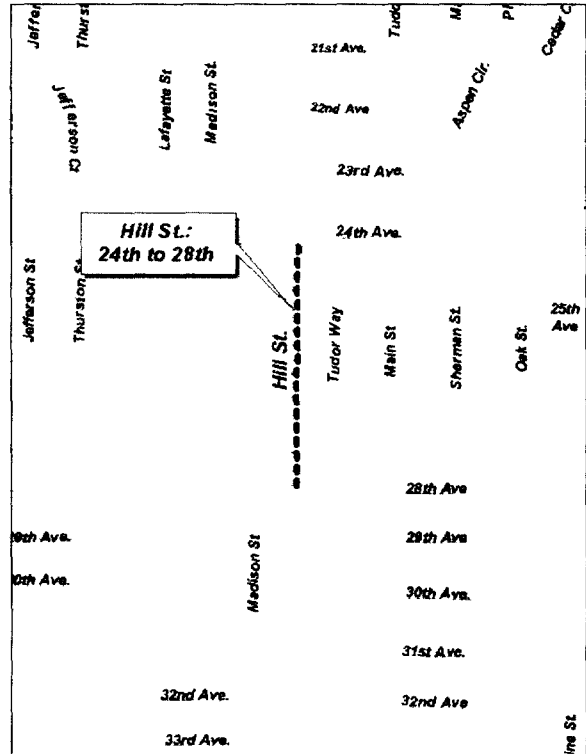 21st Ave.
22nd Ave
Lafayette St
Madison St.
Jefferson Ct
Aspen Cir.
23rd Ave.
24th Ave.
Hill St.:
24th to 28th
Jefferson St
Thurston St
Hill St.
Tudor Way
Main St
Sherman St.
Oak St.
25th
Ave
28th Ave
29th Ave
Madison St
30th Ave.
31st Ave.
32nd Ave.
32nd Ave
33rd Ave.